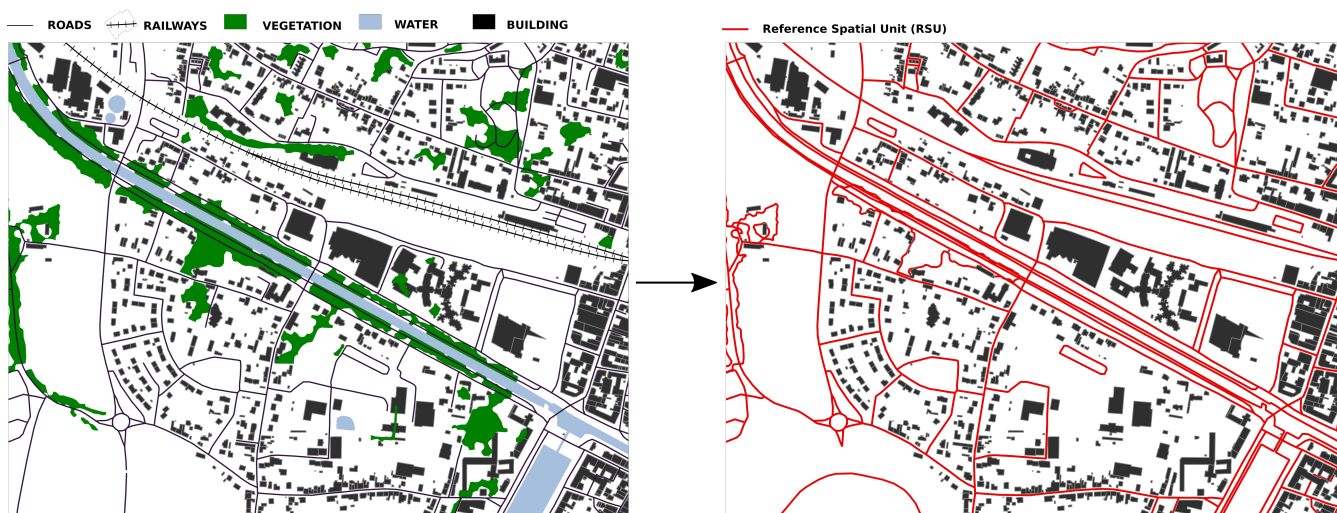 ROADS RAILWAYS VEGETATION WATER BUILDING
Reference Spatial Unit (RSU)